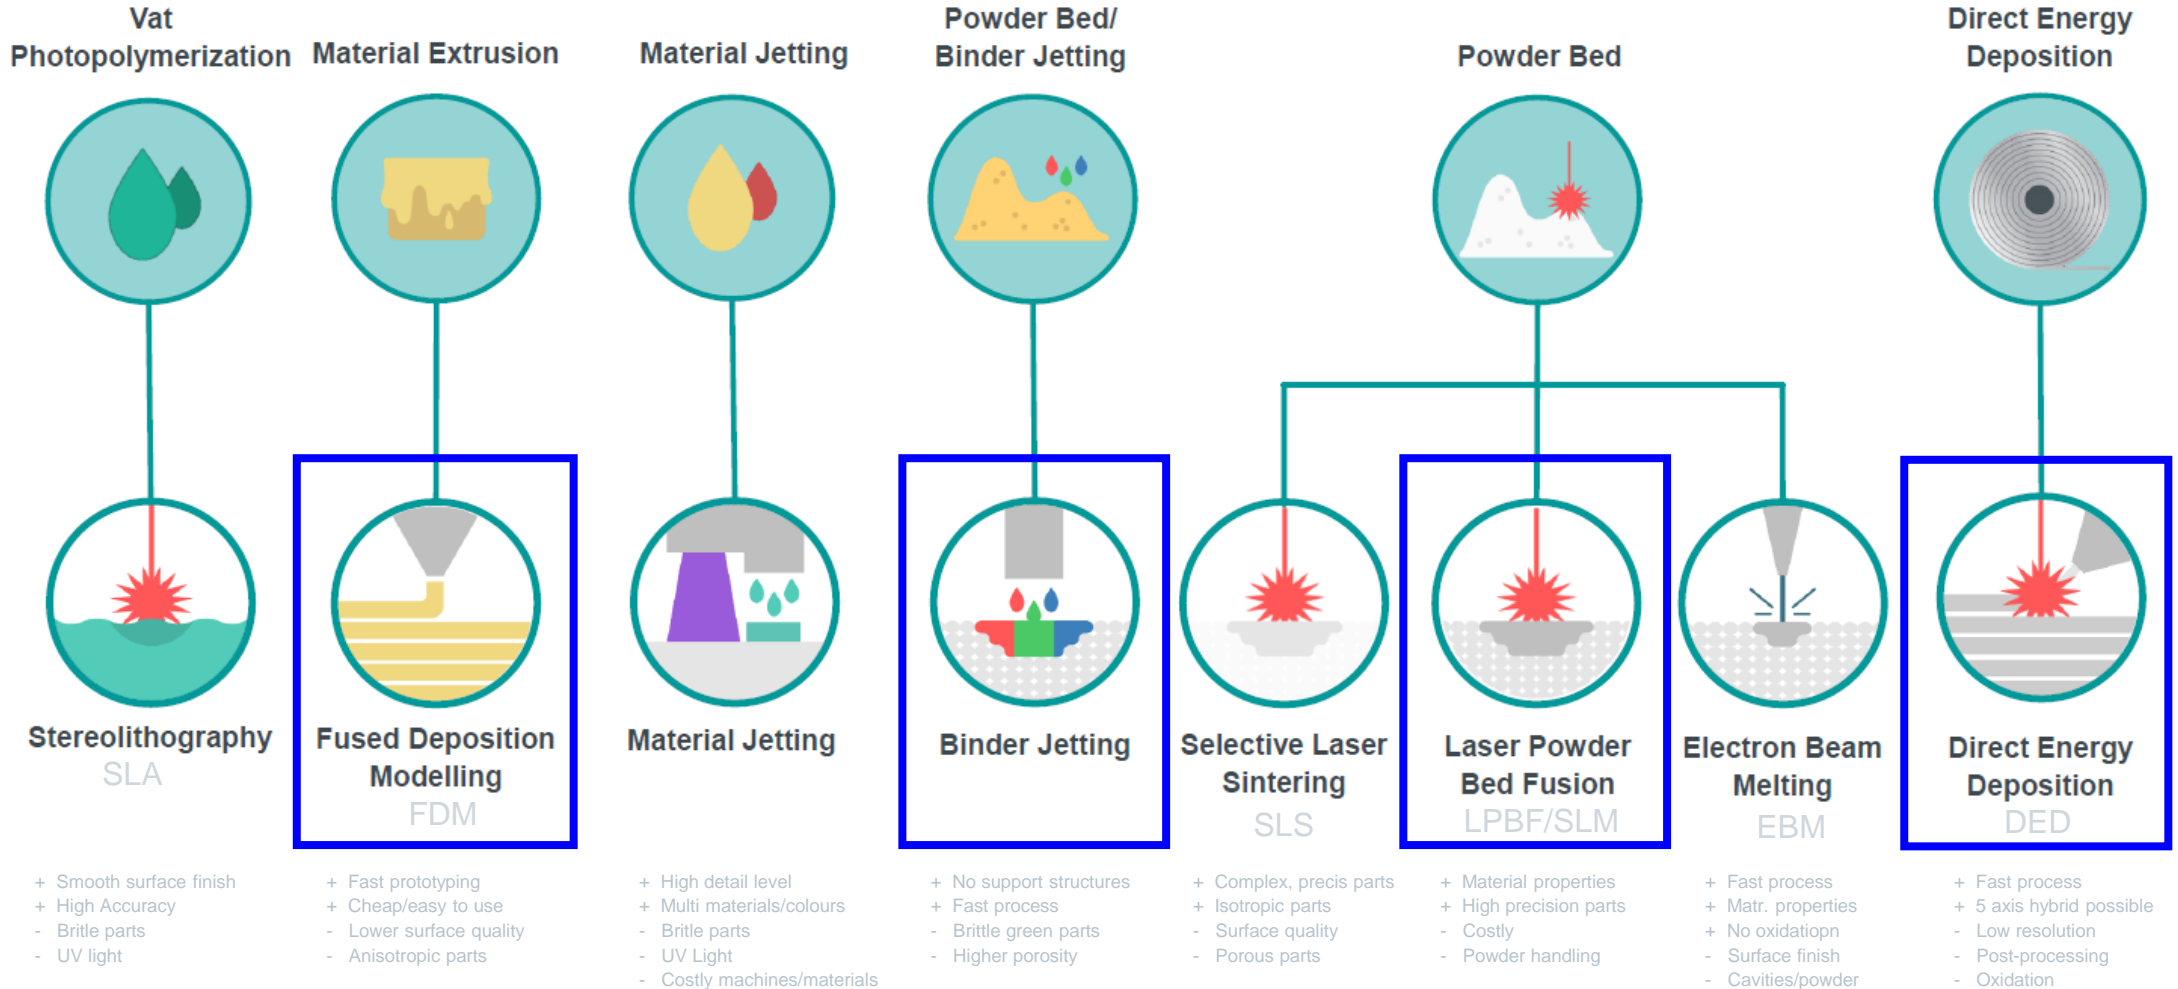 Vat
Photopolymerization
Material Extrusion
Material Jetting
Powder Bed/
Binder Jetting
Powder Bed
Direct Energy
Deposition
Stereolithography
SLA
Fused Deposition
Modelling
FDM
Material Jetting
Binder Jetting
Selective Laser
Sintering
SLS
Laser Powder
Bed Fusion
LPBF/SLM
Electron Beam
Melting
EBM
Direct Energy
Deposition
DED
+ Smooth surface finish
+ High Accuracy
- Britle parts
- UV light
+ Fast prototyping
+ Cheap/easy to use
- Lower surface quality
- Anisotropic parts
+ High detail level
+ Multi materials/colours
- Britle parts
- UV Light
- Costly machines/materials
+ No support structures
+ Fast process
- Brittle green parts
- Higher porosity
+ Complex, precis parts
+ Isotropic parts
- Surface quality
- Porous parts
+ Material properties
+ High precision parts
- Costly
- Powder handling
+ Fast process
+ Matr. properties
+ No oxidatiopn
- Surface finish
- Cavities/powder
+ Fast process
+ 5 axis hybrid possible
- Low resolution
- Post-processing
- Oxidation